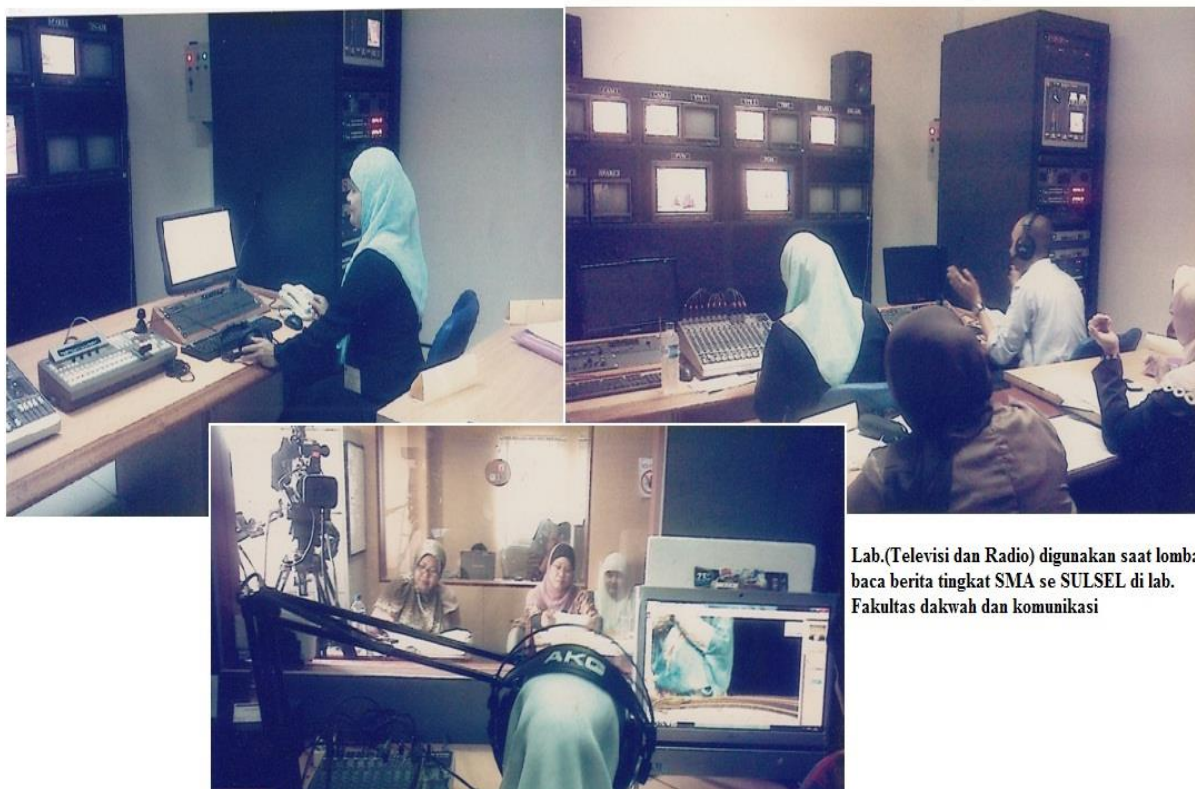 AKG
Lab.(Televisi dan Radio) digunakan saat lomba
baca berita tingkat SMA se SULSEL di lab.
Fakultas dakwah dan komunikasi